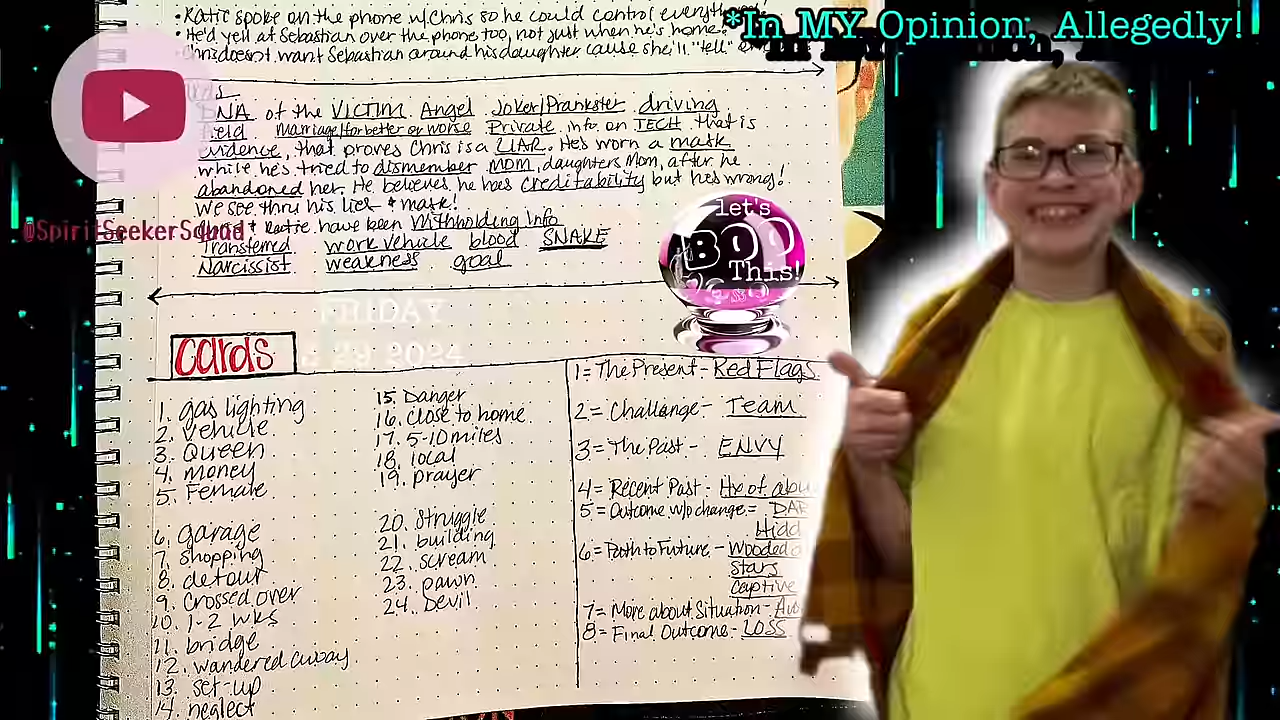 • Katie spoke on the phone w/Chris so he could control everything!
*In MY Opinion, Allegedly!
• He'd yell at Sebastian over the phone too, not just when he's home.
Chris doesn't want Sebastian around his daughter cause she'll "tell"
DNA of the VICTIM Angel Joker/Prankster driving
Field Marriage/for better or worse Private info on TECH that is
evidence, that proves Chris is a LIAR. He's worn a mask
while he's tried to dismember MOM, daughters Mom, after he
abandoned her. He believes he has creditability but he's wrong!
We see thru his lies + mask!
@SpiritSeekerSquad
& Katie have been Withholding Info
Transferred work vehicle blood SNAKE
Narcissist weakness goal
let's
BOO
This!
FRIDAY
29 2024
cards
1. gas lighting
2. Vehicle
3. Queen
4. money
5. Female
6. garage
7. shopping
8. detour
9. Crossed over
10. 1-2 wks
11. bridge
12. wandered away
13. set-up
14. neglect
15. Danger
16. Close to home
17. 5-10 miles
18. local
19. prayer
20. Struggle
21. building
22. scream
23. pawn
24. Devil
1= The Present - Red Flags
2= Challenge - Team
3= The Past - ENVY
4= Recent Past - Hx of abu
5= Outcome w/o change = DAR
Hidd
6= Path to Future - Wooded
Stars
Captive
7= More about Situation - Au
8= Final Outcome - LOSS